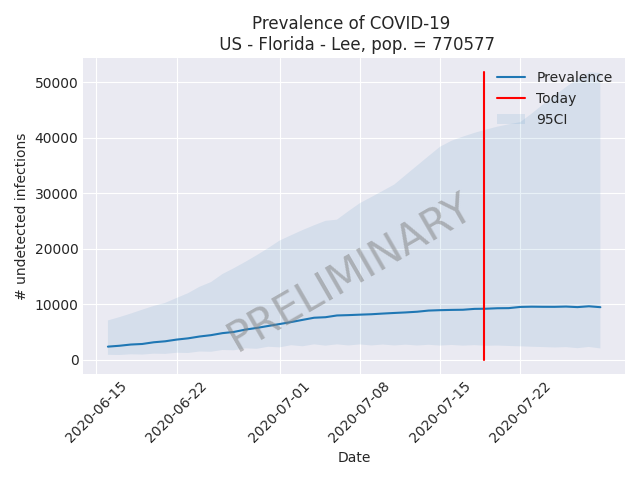 Prevalence of COVID-19
US - Florida - Lee, pop. = 770577
Prevalence
Today
95CI
50000
40000
30000
20000
10000
0
# undetected infections
PRELIMINARY
2020-06-15
2020-06-22
2020-07-01
2020-07-08
2020-07-15
2020-07-22
Date